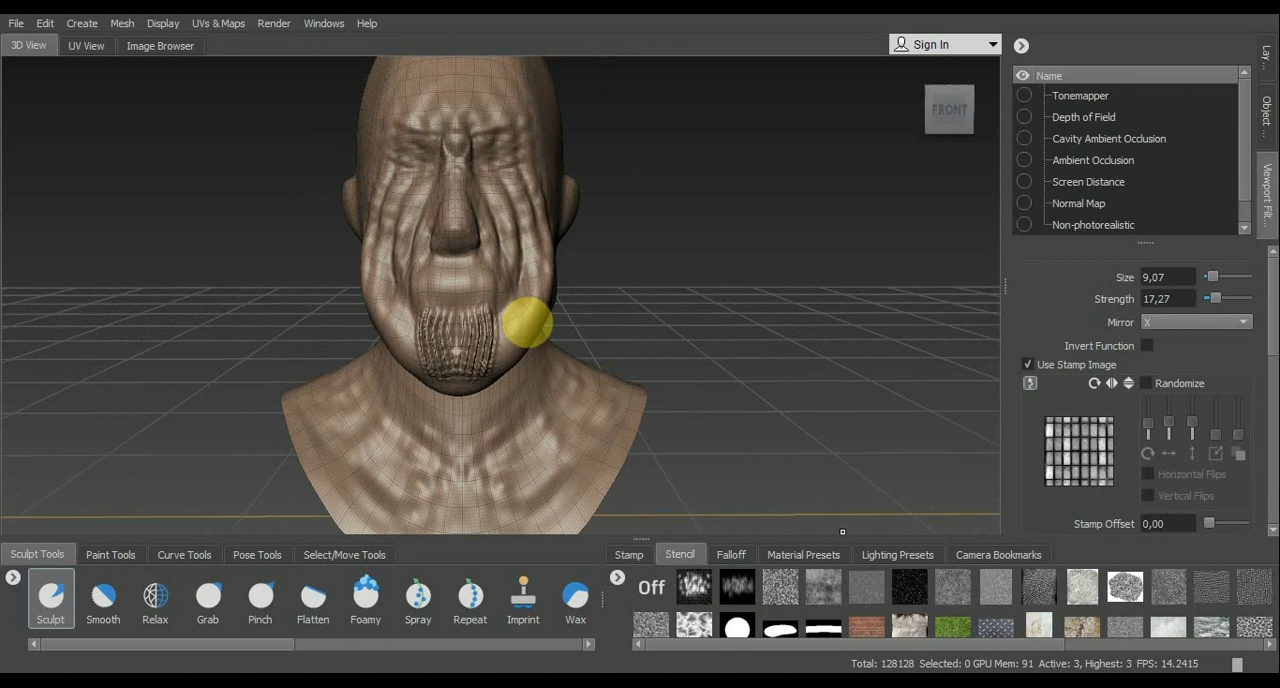 File Edit Create Mesh Display UVs & Maps Render Windows Help
3D View UV View Image Browser
Sign In
FRONT
Name
Tonemapper
Depth of Field
Cavity Ambient Occlusion
Ambient Occlusion
Screen Distance
Normal Map
Non-photorealistic
Lay...
Object ...
Viewport Filt...
Size 9,07
Strength 17,27
Mirror X
Invert Function
Use Stamp Image
Randomize
Horizontal Flips
Vertical Flips
Stamp Offset 0,00
Sculpt Tools Paint Tools Curve Tools Pose Tools Select/Move Tools
Sculpt Smooth Relax Grab Pinch Flatten Foamy Spray Repeat Imprint Wax
Stamp Stencil Falloff Material Presets Lighting Presets Camera Bookmarks
Off
Total: 128128 Selected: 0 GPU Mem: 91 Active: 3, Highest: 3 FPS: 14.2415